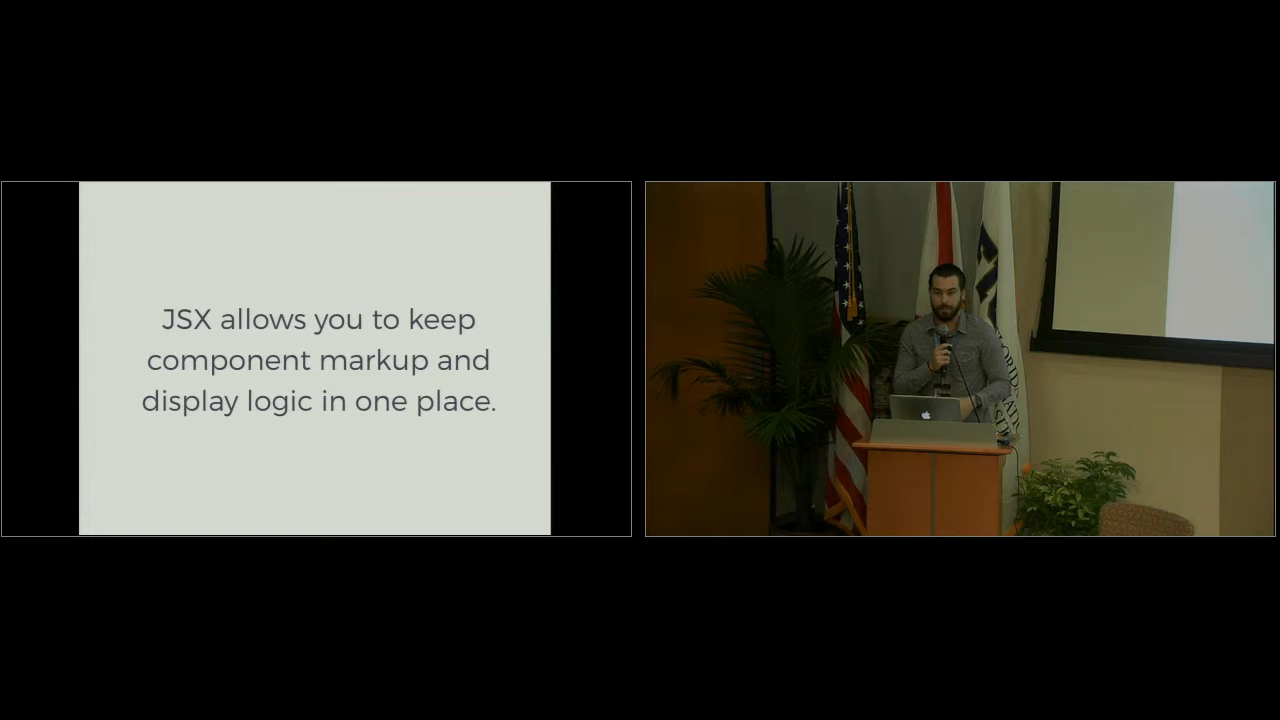 JSX allows you to keep
component markup and
display logic in one place.